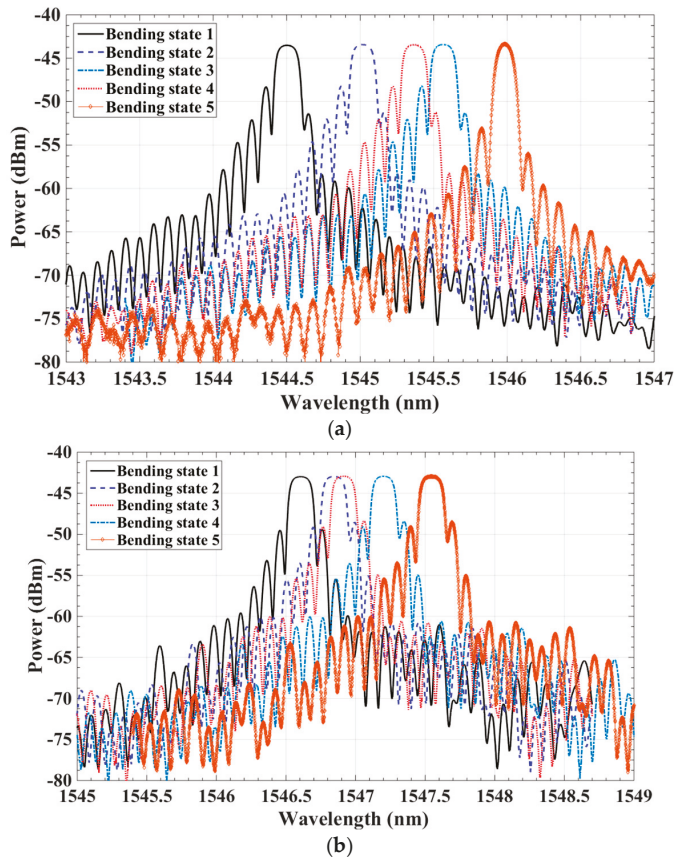 -40
Bending state 1
Bending state 2
Bending state 3
Bending state 4
Bending state 5
-45
-50
-55
-60
-65
-70
-75
-80
Power (dBm)
1543 1543.5 1544 1544.5 1545 1545.5 1546 1546.5 1547
Wavelength (nm)
(a)
-40
Bending state 1
Bending state 2
Bending state 3
Bending state 4
Bending state 5
-45
-50
-55
-60
-65
-70
-75
-80
Power (dBm)
1545 1545.5 1546 1546.5 1547 1547.5 1548 1548.5 1549
Wavelength (nm)
(b)